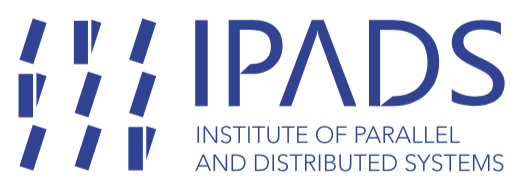 IPADS
INSTITUTE OF PARALLEL
AND DISTRIBUTED SYSTEMS